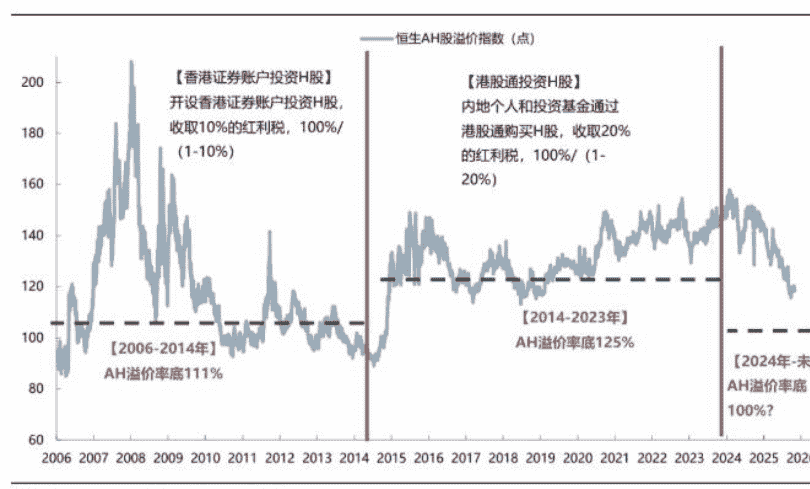 恒生AH股溢价指数（点）
200
180
160
140
120
100
80
60
【香港证券账户投资H股】
开设香港证券账户投资H股，
收取10%的红利税，100%/
（1-10%）
【港股通投资H股】
内地个人和投资基金通过
港股通购买H股，收取20%
的红利税，100%/（1-
20%）
【2006-2014年】
AH溢价率底111%
【2014-2023年】
AH溢价率底125%
【2024年-未
AH溢价率底
100%?
2006 2007 2008 2009 2010 2011 2012 2013 2014 2015 2016 2017 2018 2019 2020 2021 2022 2023 2024 2025 2026